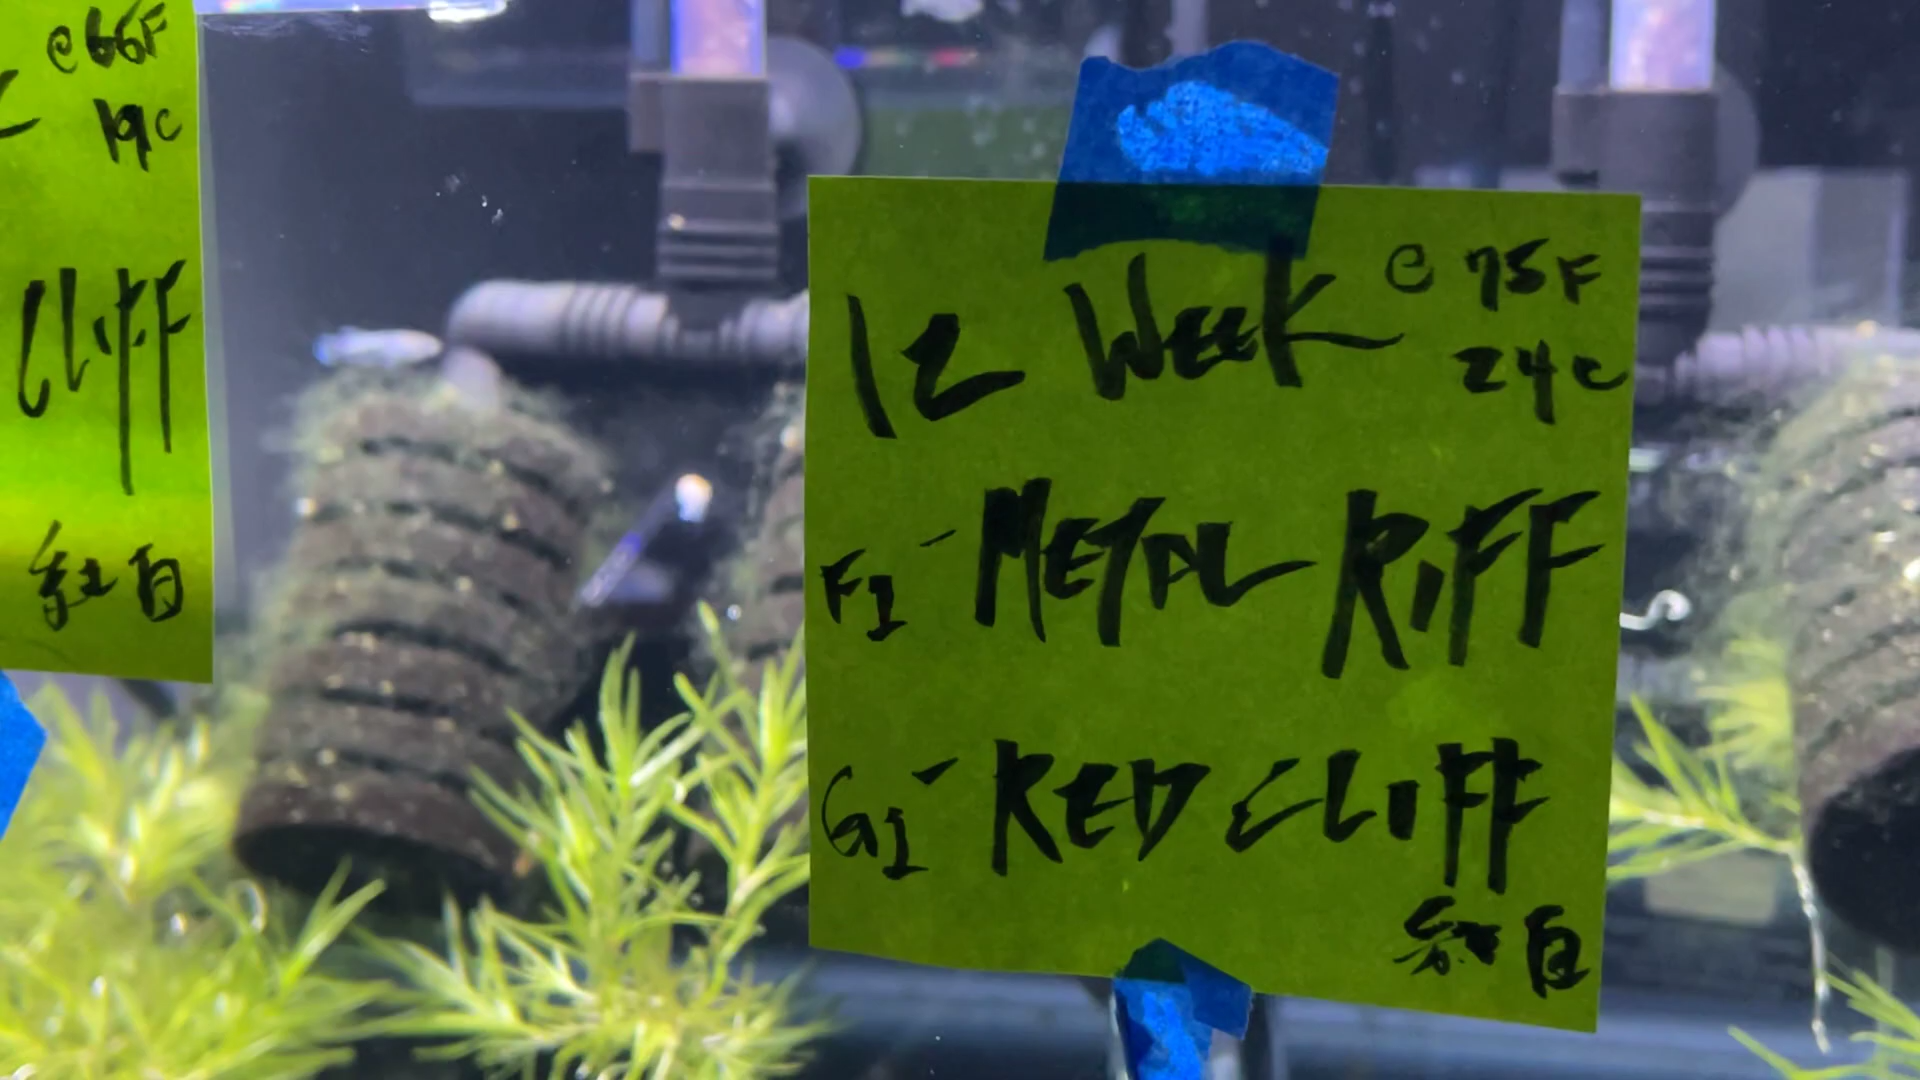 @66F
19C
CLIFF
紅白
12 WEEK @ 75F
24C
F1 - METAL RIFF
G1 - RED CLIFF
紅白